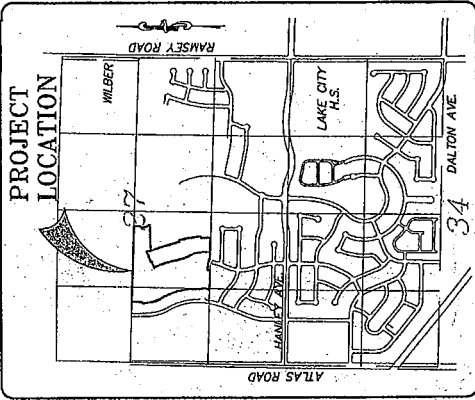 PROJECT
LOCATION
RAMSEY ROAD
WILBER
27
LAKE CITY
H.S.
HANLEY AVE.
DALTON AVE.
34
ATLAS ROAD